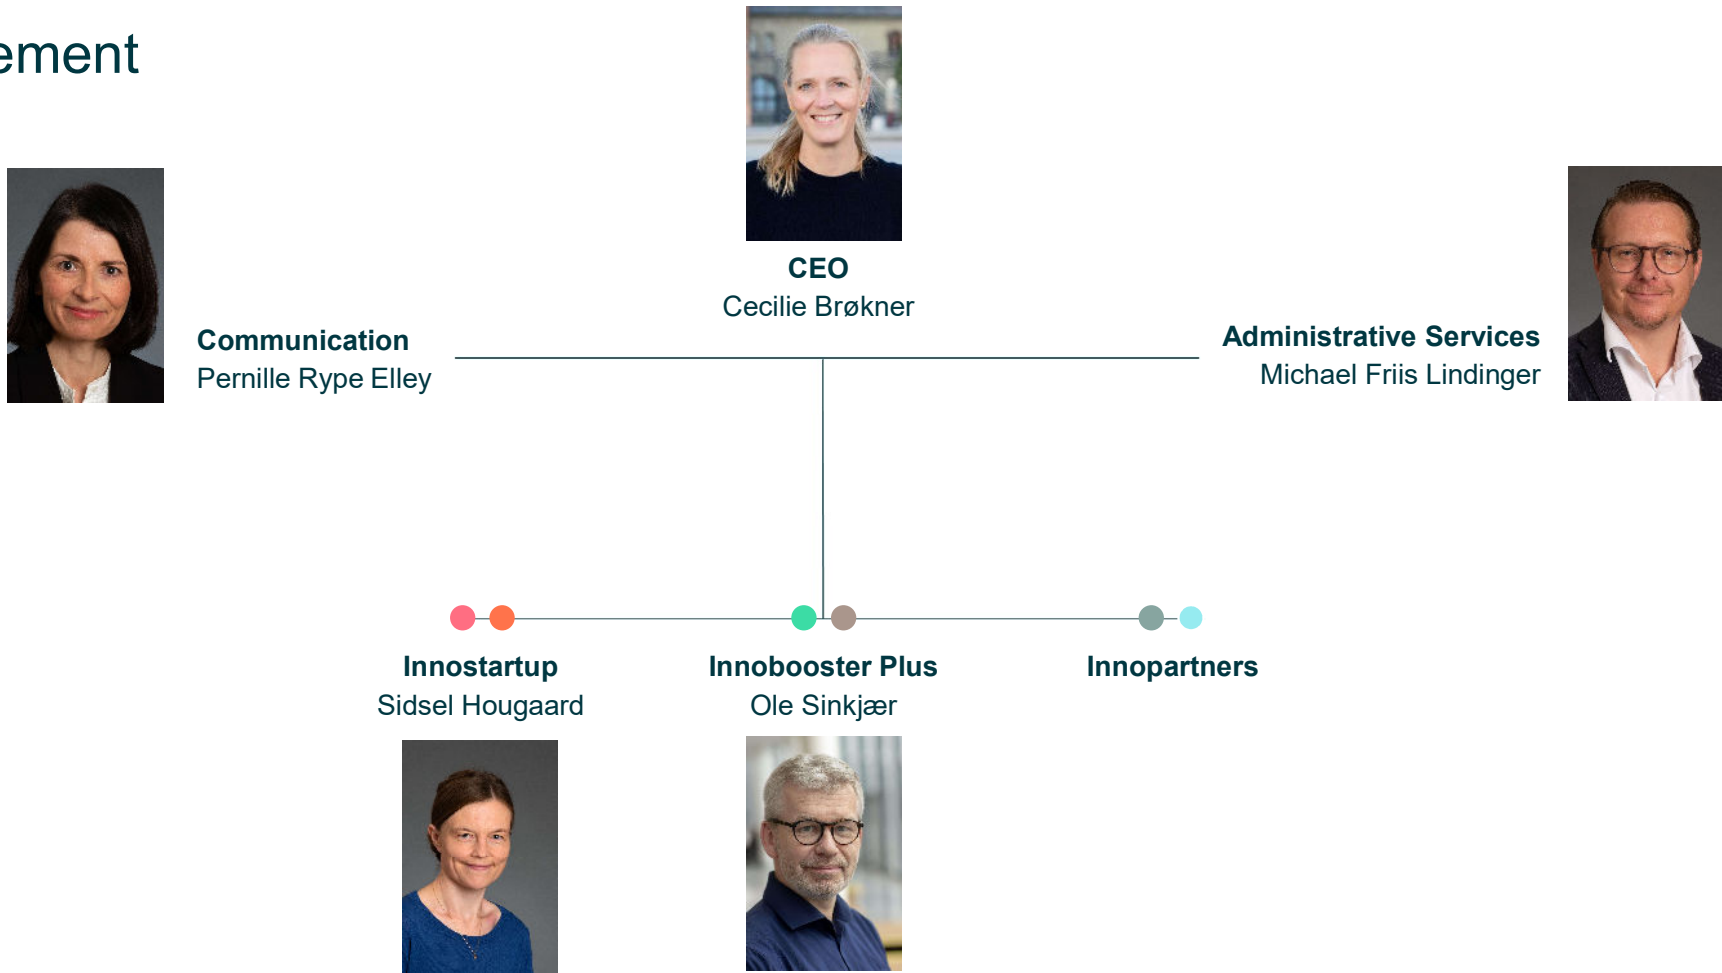 ement
CEO
Cecilie Brøkner
Communication
Pernille Rype Elley
Administrative Services
Michael Friis Lindinger
Innostartup
Sidsel Hougaard
Innobooster Plus
Ole Sinkjær
Innopartners